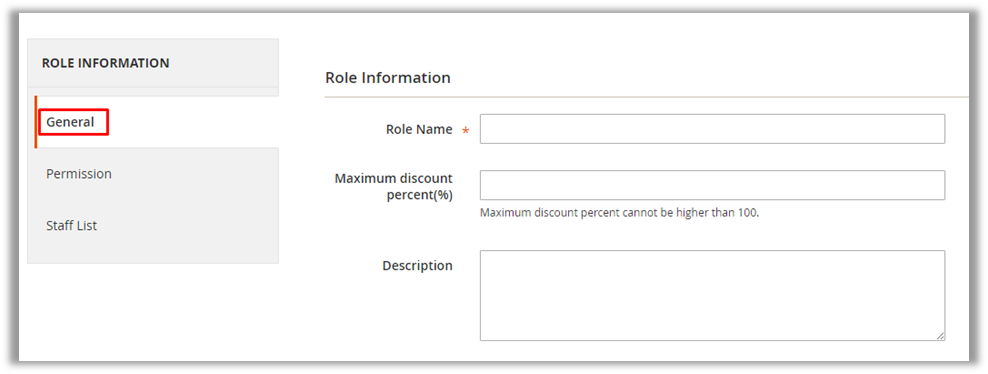 ROLE INFORMATION
General
Permission
Staff List
Role Information
Role Name *
Maximum discount
percent(%)
Maximum discount percent cannot be higher than 100.
Description